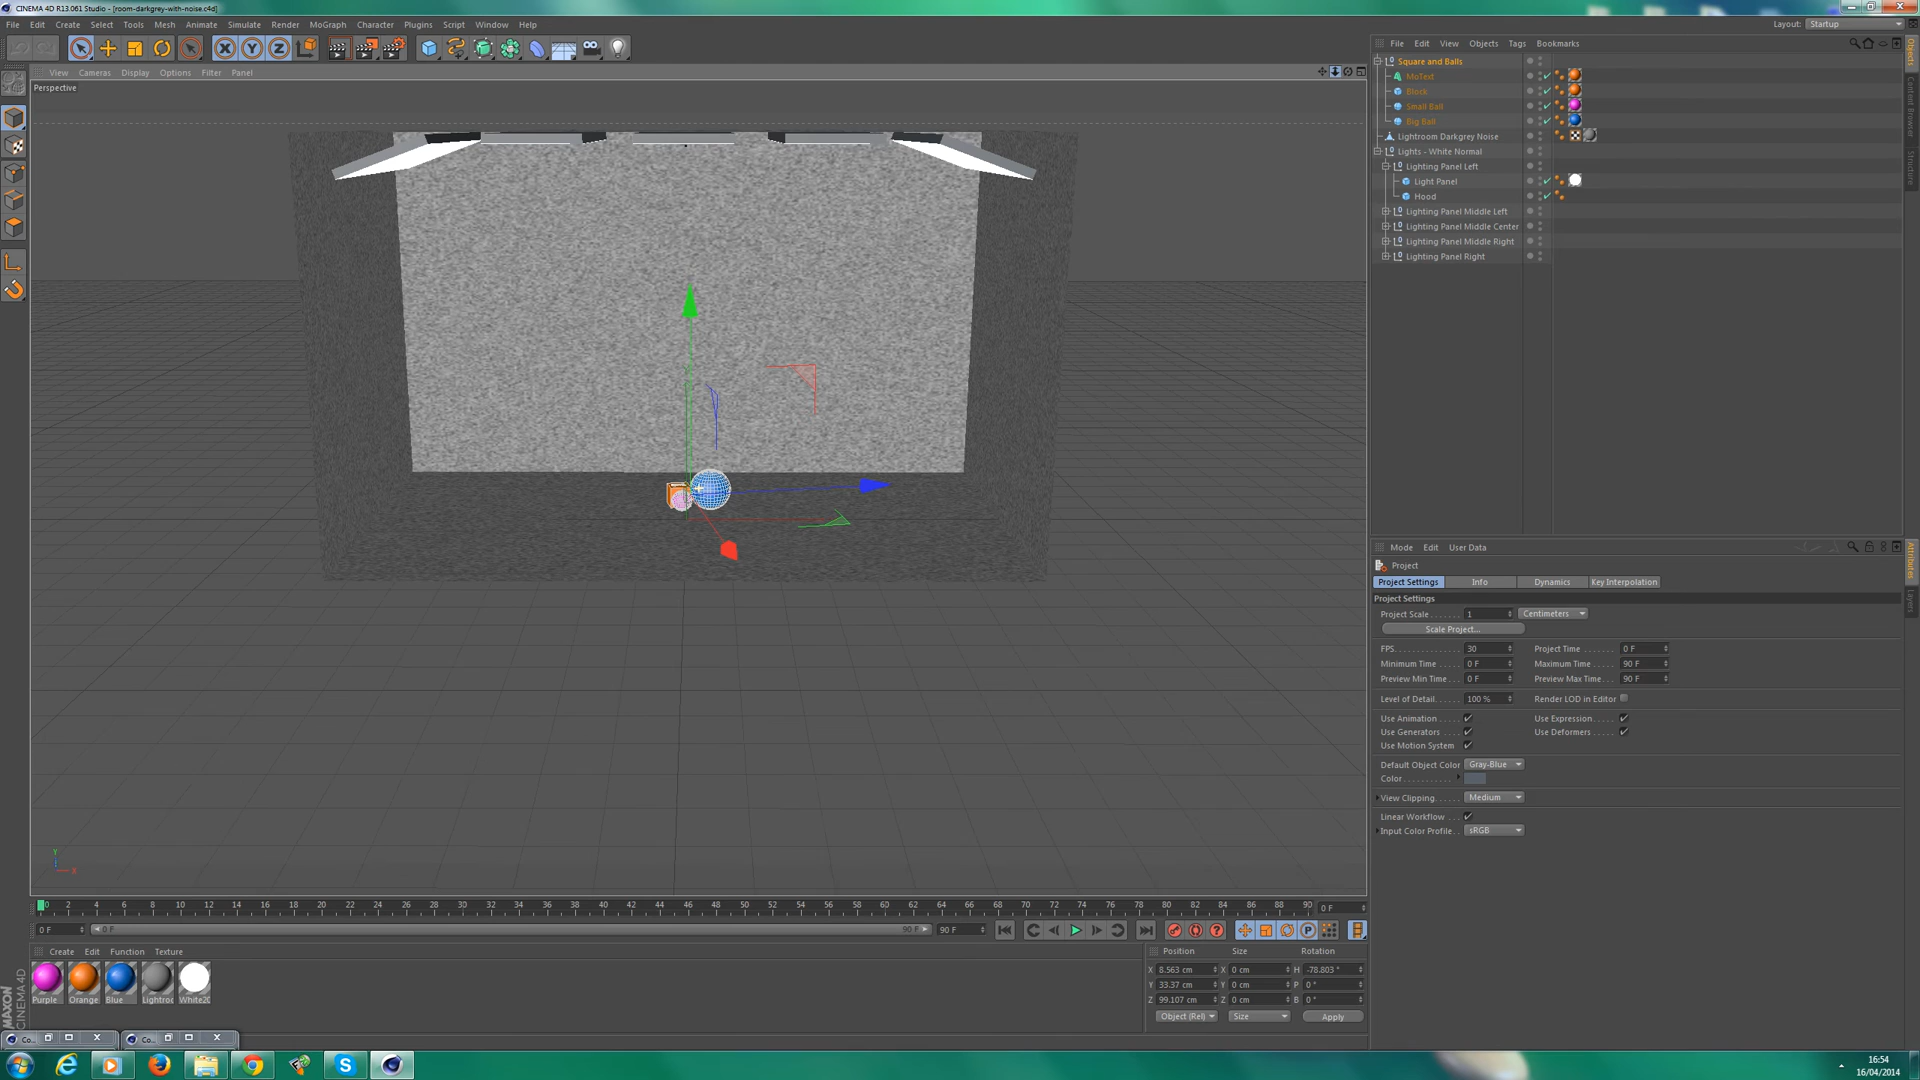 CINEMA 4D R13.061 Studio - [room-darkgrey-with-noise.c4d]
File Edit Create Select Tools Mesh Animate Simulate Render MoGraph Character Plugins Script Window Help
Layout: Startup
View Cameras Display Options Filter Panel
Perspective
File Edit View Objects Tags Bookmarks
Square and Balls
MoText
Block
Small Ball
Big Ball
Lightroom Darkgrey Noise
Lights - White Normal
Lighting Panel Left
Light Panel
Hood
Lighting Panel Middle Left
Lighting Panel Middle Center
Lighting Panel Middle Right
Lighting Panel Right
Objects
Content Browser
Structure
Mode Edit User Data
Project
Project Settings Info Dynamics Key Interpolation
Project Settings
Project Scale 1 Centimeters
Scale Project...
FPS 30 Project Time 0 F
Minimum Time 0 F Maximum Time 90 F
Preview Min Time 0 F Preview Max Time 90 F
Level of Detail 100 % Render LOD in Editor
Use Animation Use Expression
Use Generators Use Deformers
Use Motion System
Default Object Color Gray-Blue
Color
View Clipping Medium
Linear Workflow
Input Color Profile sRGB
Attributes
Layers
Y
X
0 2 4 6 8 10 12 14 16 18 20 22 24 26 28 30 32 34 36 38 40 42 44 46 48 50 52 54 56 58 60 62 64 66 68 70 72 74 76 78 80 82 84 86 88 90 0 F
0 F 0 F 90 F 90 F
Create Edit Function Texture
Purple Orange Blue Lightroc White20
Position Size Rotation
X 8.563 cm X 0 cm H -78.803 °
Y 33.37 cm Y 0 cm P 0 °
Z 99.107 cm Z 0 cm B 0 °
Object (Rel) Size Apply
MAXON
CINEMA 4D
Co... Co...
16:54
16/04/2014